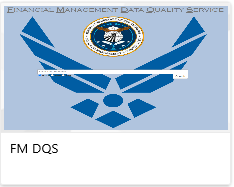 Financial Management Data Quality Service
FM DQS